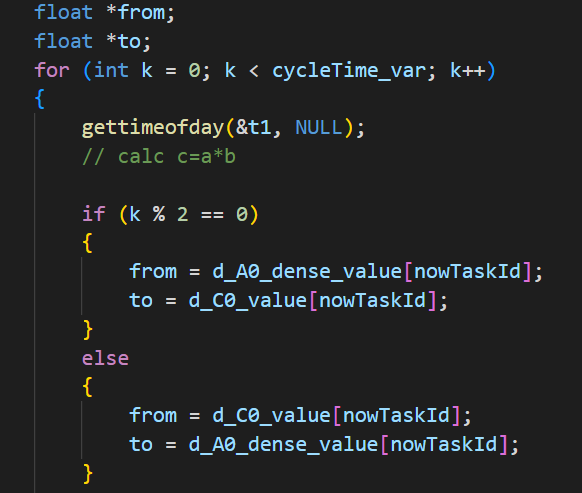 float *from;
float *to;
for (int k = 0; k < cycleTime_var; k++)
{
gettimeofday(&t1, NULL);
// calc c=a*b
if (k % 2 == 0)
{
from = d_A0_dense_value[nowTaskId];
to = d_C0_value[nowTaskId];
}
else
{
from = d_C0_value[nowTaskId];
to = d_A0_dense_value[nowTaskId];
}